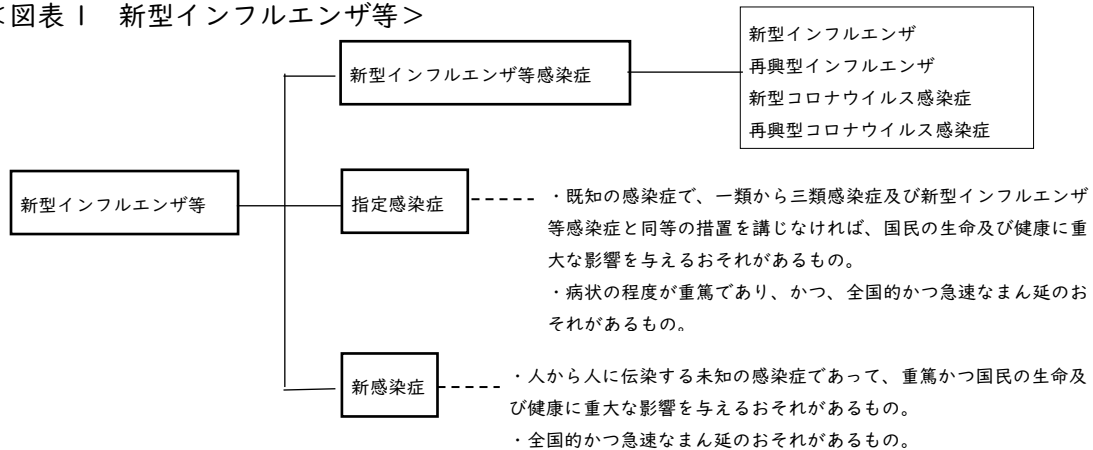 ＜図表１　新型インフルエンザ等＞
新型インフルエンザ等感染症
新型インフルエンザ
再興型インフルエンザ
新型コロナウイルス感染症
再興型コロナウイルス感染症
新型インフルエンザ等
指定感染症
・既知の感染症で、一類から三類感染症及び新型インフルエンザ
等感染症と同等の措置を講じなければ、国民の生命及び健康に重
大な影響を与えるおそれがあるもの。
・病状の程度が重篤であり、かつ、全国的かつ急速なまん延のお
それがあるもの。
新感染症
・人から人に伝染する未知の感染症であって、重篤かつ国民の生命及
び健康に重大な影響を与えるおそれがあるもの。
・全国的かつ急速なまん延のおそれがあるもの。